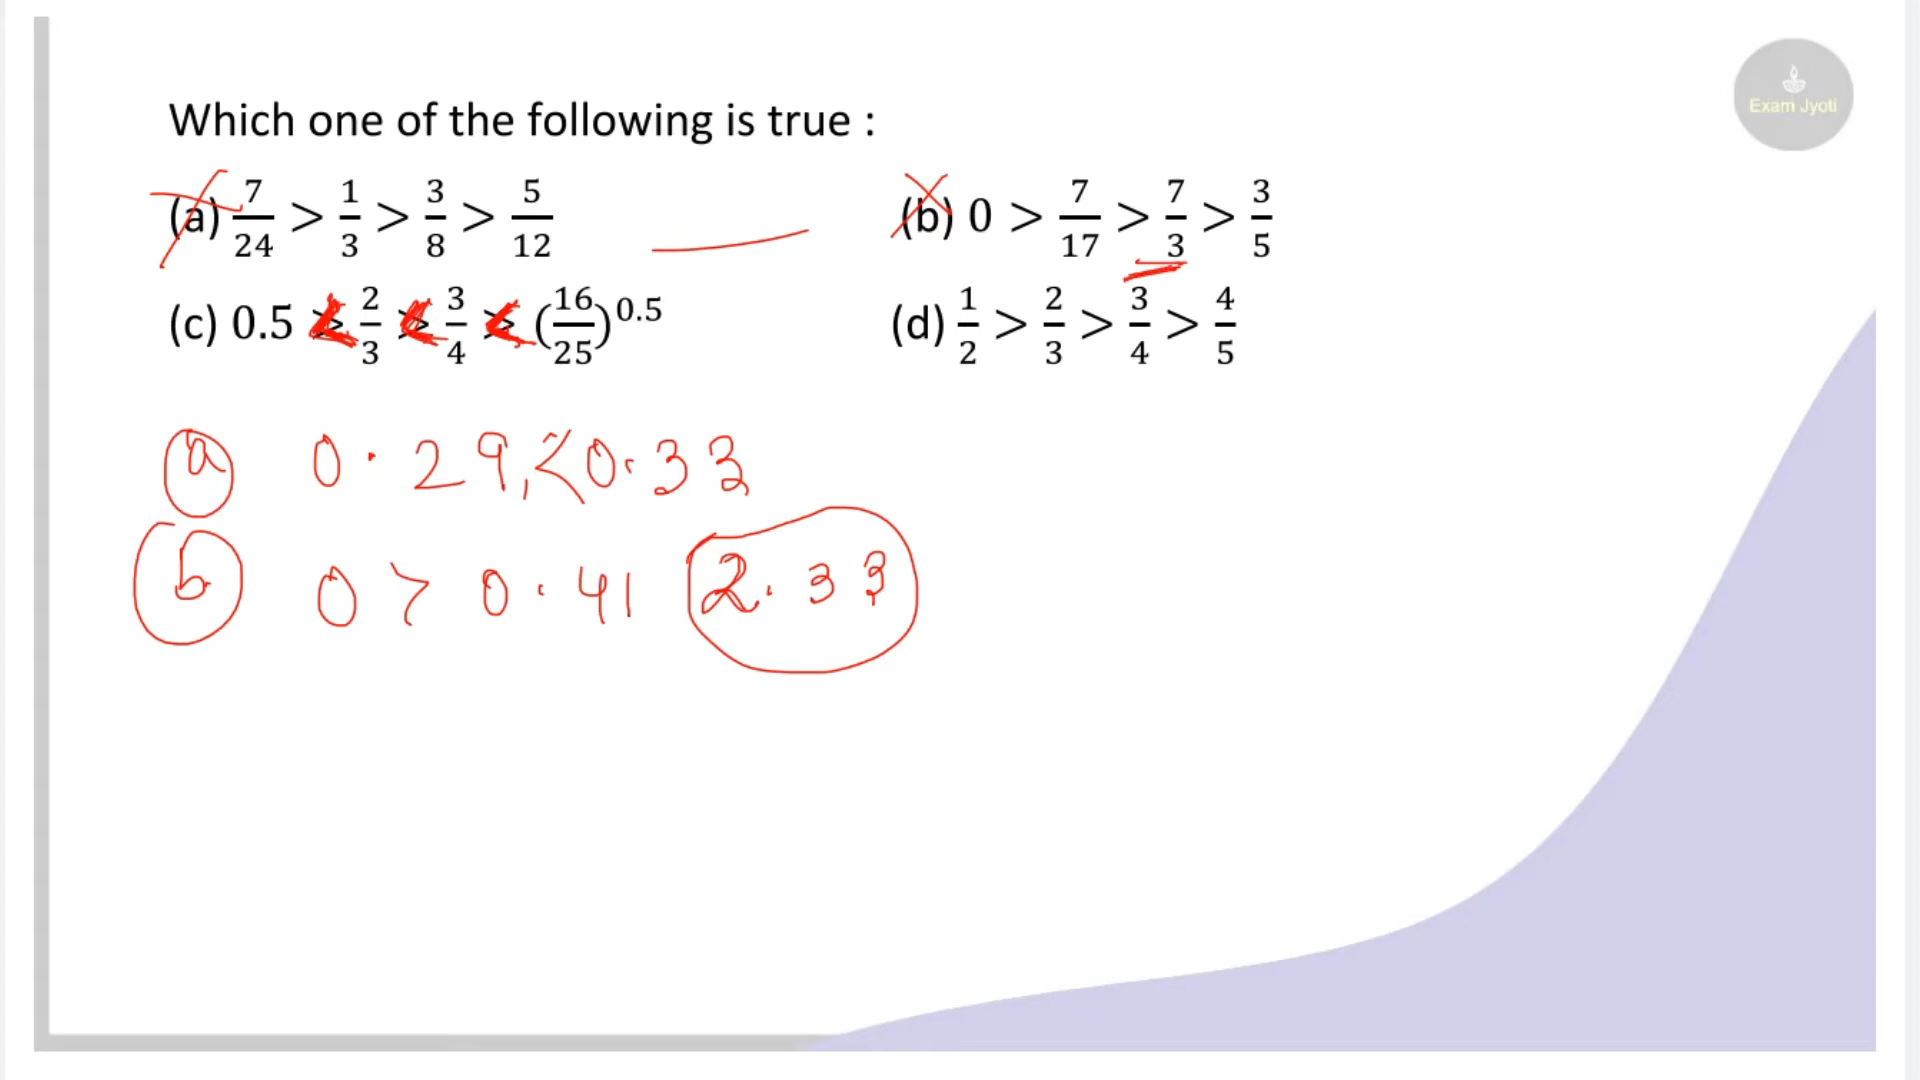 Exam Jyoti
Which one of the following is true :
(a) 7/24 > 1/3 > 3/8 > 5/12
(b) 0 > 7/17 > 7/3 > 3/5
(c) 0.5 < 2/3 < 3/4 < (16/25)^0.5
(d) 1/2 > 2/3 > 3/4 > 4/5
a 0.29, < 0.33
b 0 > 0.41 2.33